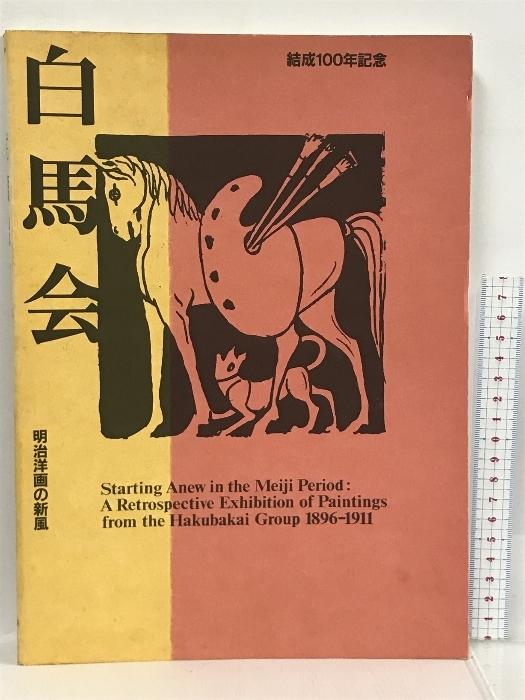 結成100年記念
白馬会
明治洋画の新風
Starting Anew in the Meiji Period:
A Retrospective Exhibition of Paintings
from the Hakubakai Group 1896-1911